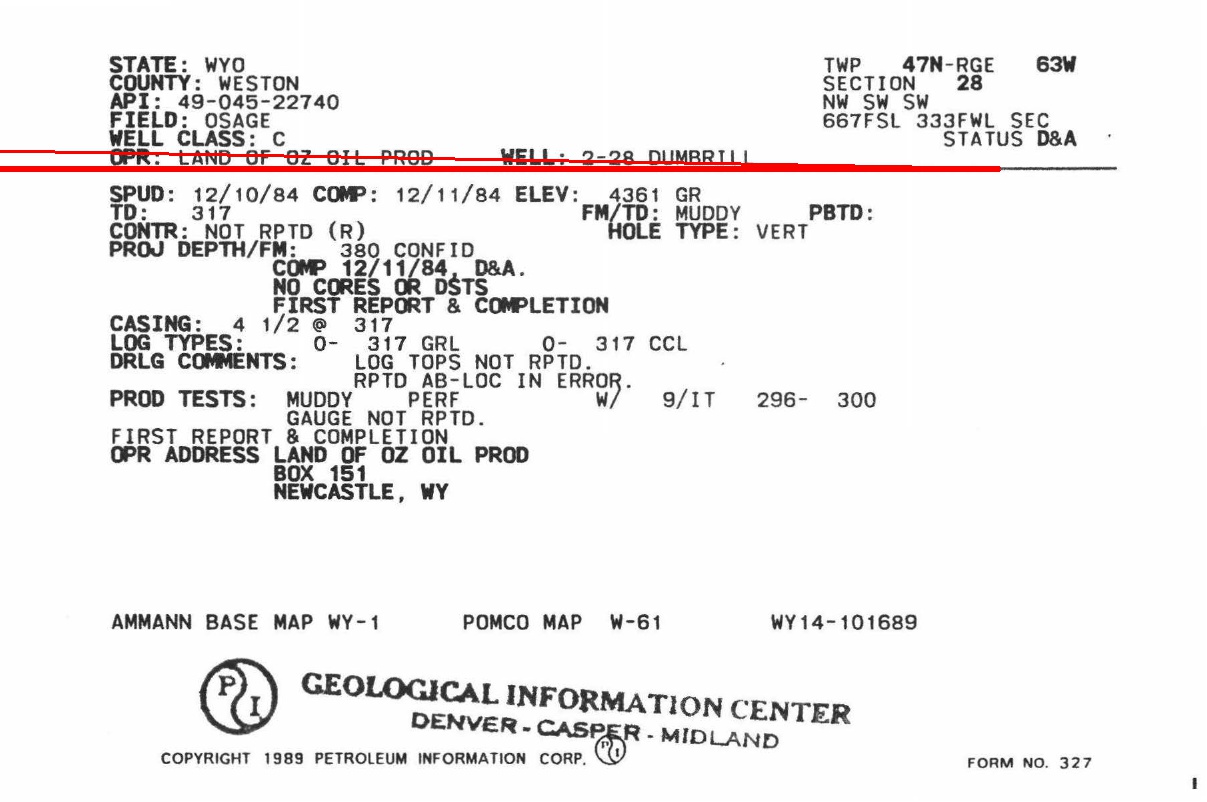 STATE: WYO TWP 47N-RGE 63W
COUNTY: WESTON SECTION 28
API: 49-045-22740 NW SW SW
FIELD: OSAGE 667FSL 333FWL SEC
WELL CLASS: C STATUS D&A
OPR: LAND OF OZ OIL PROD WELL: 2-28 DUMBRILL
SPUD: 12/10/84 COMP: 12/11/84 ELEV: 4361 GR
TD: 317 FM/TD: MUDDY PBTD:
CONTR: NOT RPTD (R) HOLE TYPE: VERT
PROJ DEPTH/FM: 380 CONFID
COMP 12/11/84, D&A.
NO CORES OR DSTS
FIRST REPORT & COMPLETION
CASING: 4 1/2 @ 317
LOG TYPES: 0- 317 GRL 0- 317 CCL
DRLG COMMENTS: LOG TOPS NOT RPTD.
RPTD AB-LOC IN ERROR.
PROD TESTS: MUDDY PERF W/ 9/IT 296- 300
GAUGE NOT RPTD.
FIRST REPORT & COMPLETION
OPR ADDRESS LAND OF OZ OIL PROD
BOX 151
NEWCASTLE, WY
AMMANN BASE MAP WY-1 POMCO MAP W-61 WY14-101689
PI GEOLOGICAL INFORMATION CENTER
DENVER - CASPER - MIDLAND
COPYRIGHT 1989 PETROLEUM INFORMATION CORP. PI
FORM NO. 327